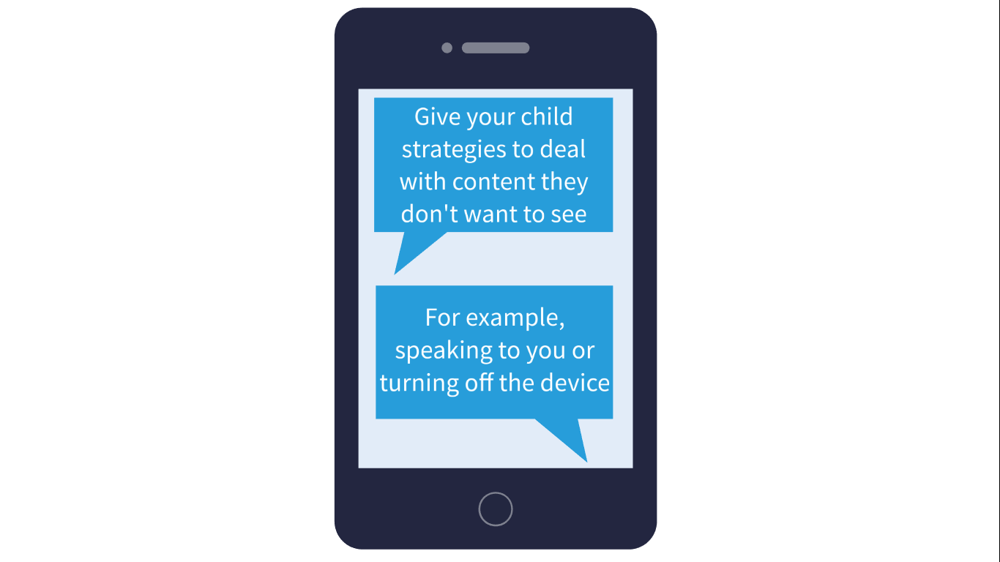 Give your child
strategies to deal
with content they
don't want to see
For example,
speaking to you or
turning off the device